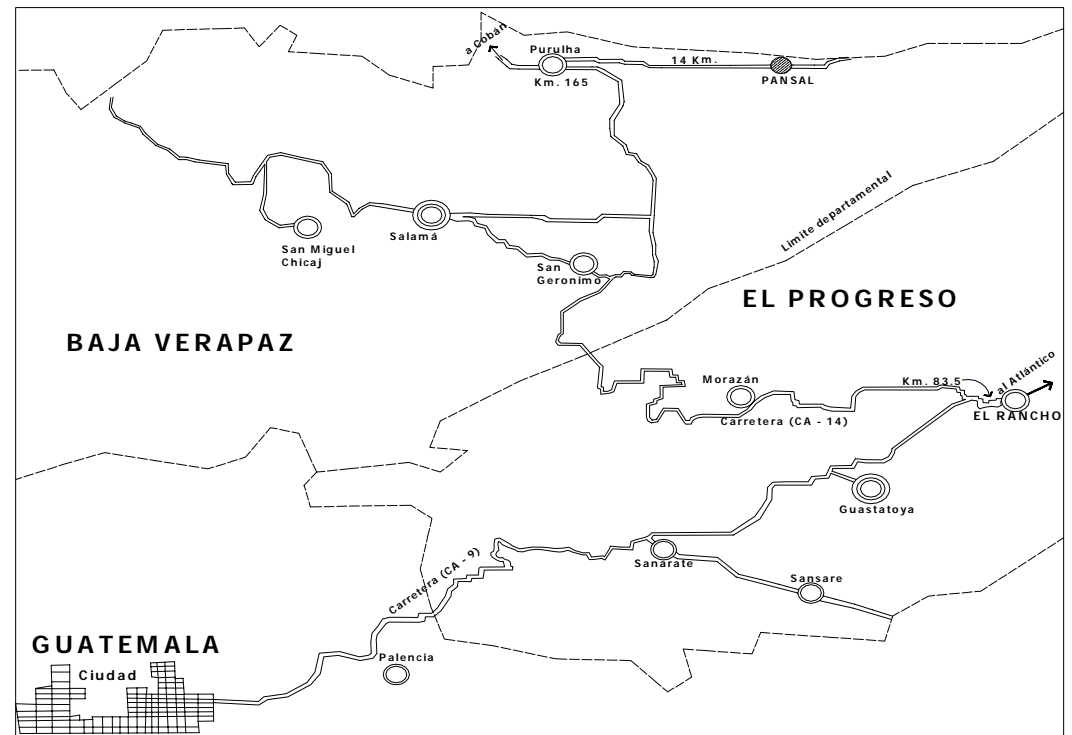 a Cobán
Purulha
14 Km.
Km. 165
PANSAL
Limite departamental
Salamá
San Miguel
Chicaj
San
Geronimo
EL PROGRESO
BAJA VERAPAZ
Morazán
Km. 83.5
al Atlántico
Carretera (CA - 14)
EL RANCHO
Guastatoya
Carretera (CA - 9)
Sanarate
Sansare
GUATEMALA
Ciudad
Palencia